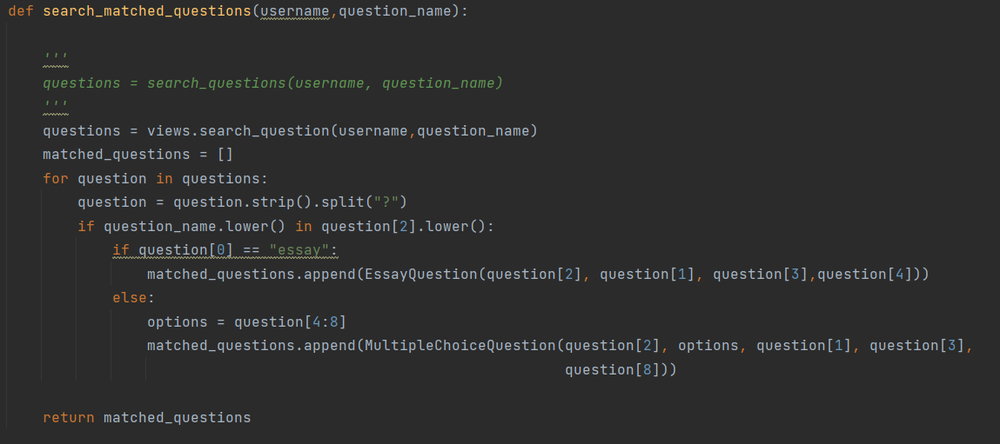 def search_matched_questions(username,question_name):
'''
questions = search_questions(username, question_name)
'''
questions = views.search_question(username,question_name)
matched_questions = []
for question in questions:
question = question.strip().split("?")
if question_name.lower() in question[2].lower():
if question[0] == "essay":
matched_questions.append(EssayQuestion(question[2], question[1], question[3],question[4]))
else:
options = question[4:8]
matched_questions.append(MultipleChoiceQuestion(question[2], options, question[1], question[3],
question[8]))
return matched_questions